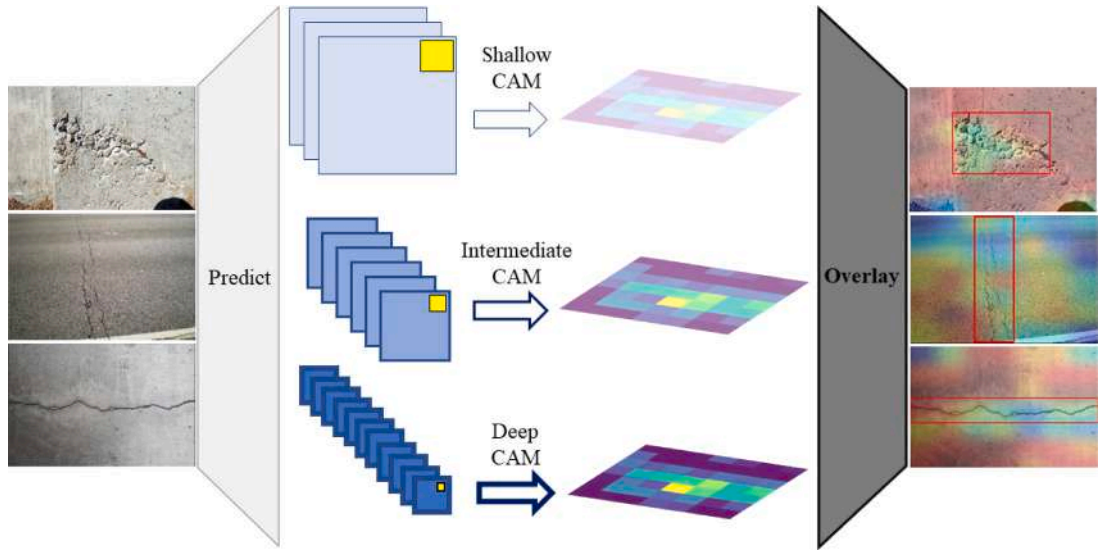 Shallow
CAM
Predict
Intermediate
CAM
Overlay
Deep
CAM